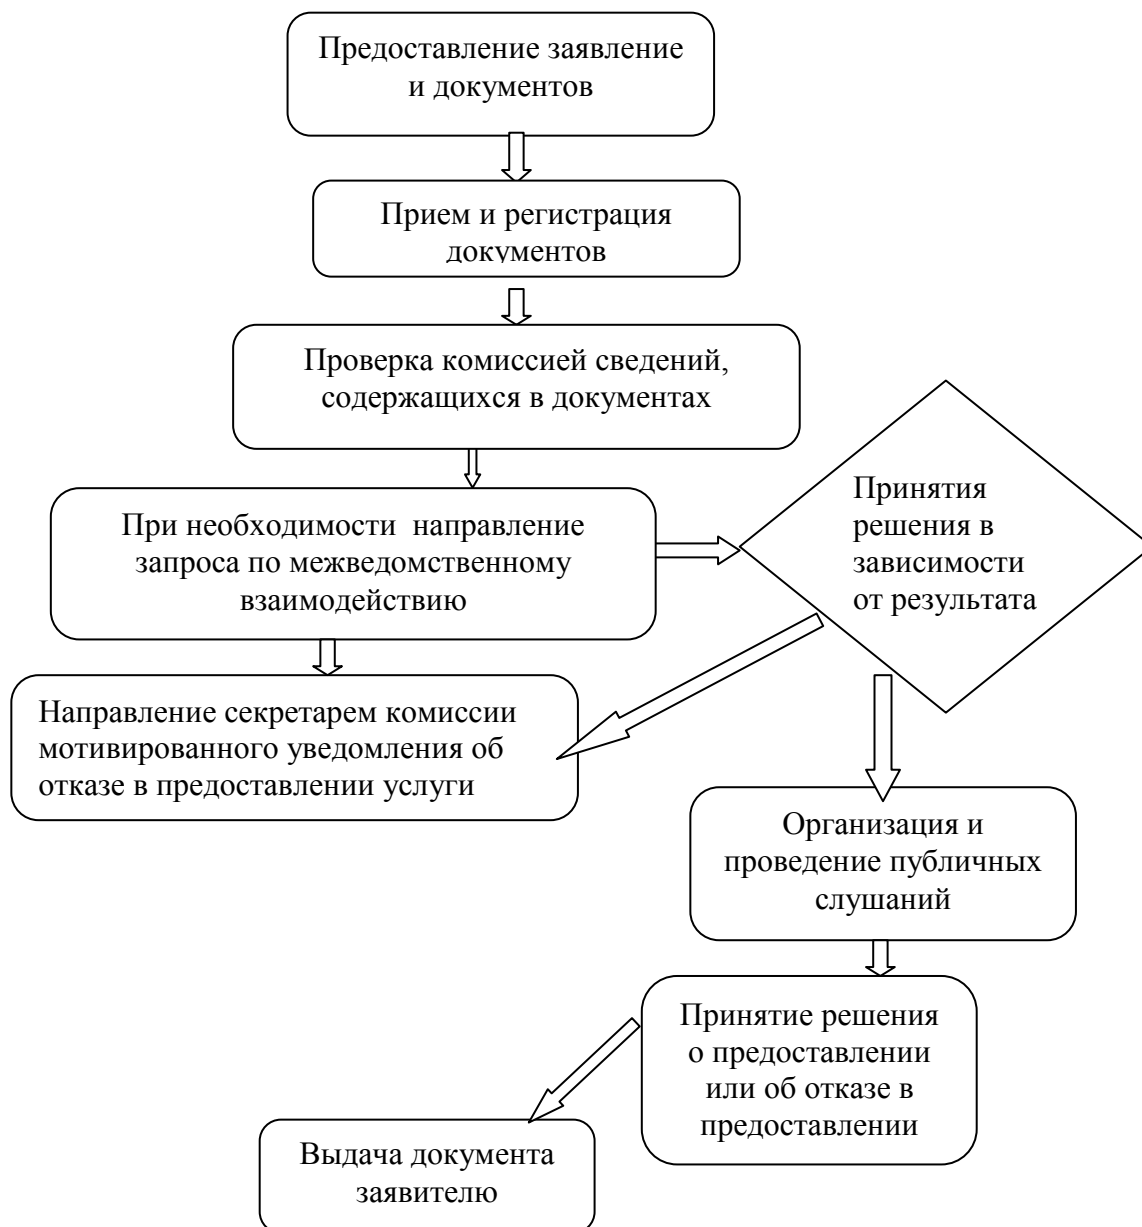 Предоставление заявление
и документов
Прием и регистрация
документов
Проверка комиссией сведений,
содержащихся в документах
При необходимости  направление
запроса по межведомственному
взаимодействию
Принятия
решения в
зависимости
от результата
Направление секретарем комиссии
мотивированного уведомления об
отказе в предоставлении услуги
Организация и
проведение публичных
слушаний
Принятие решения
о предоставлении
или об отказе в
предоставлении
Выдача документа
заявителю